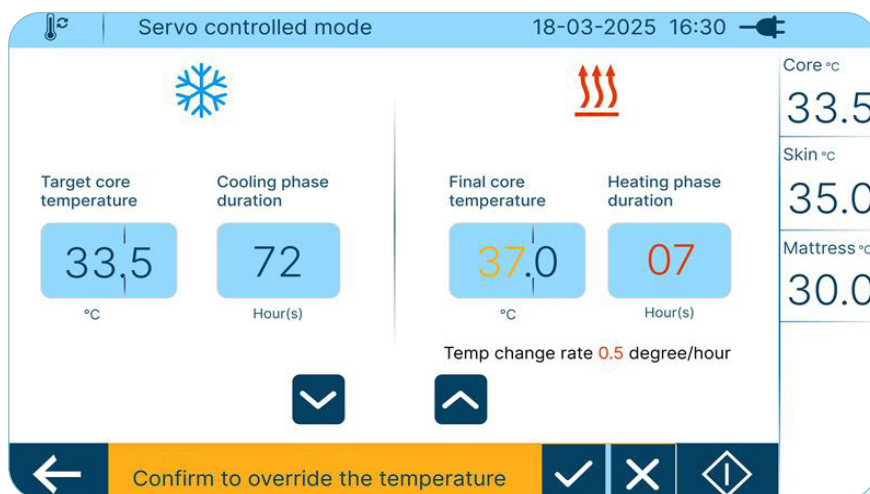 Servo controlled mode 18-03-2025 16:30
Core °C
33.5
Skin °C
35.0
Mattress °C
30.0
Target core temperature
33.5
°C
Cooling phase duration
72
Hour(s)
Final core temperature
37.0
°C
Heating phase duration
07
Hour(s)
Temp change rate 0.5 degree/hour
Confirm to override the temperature